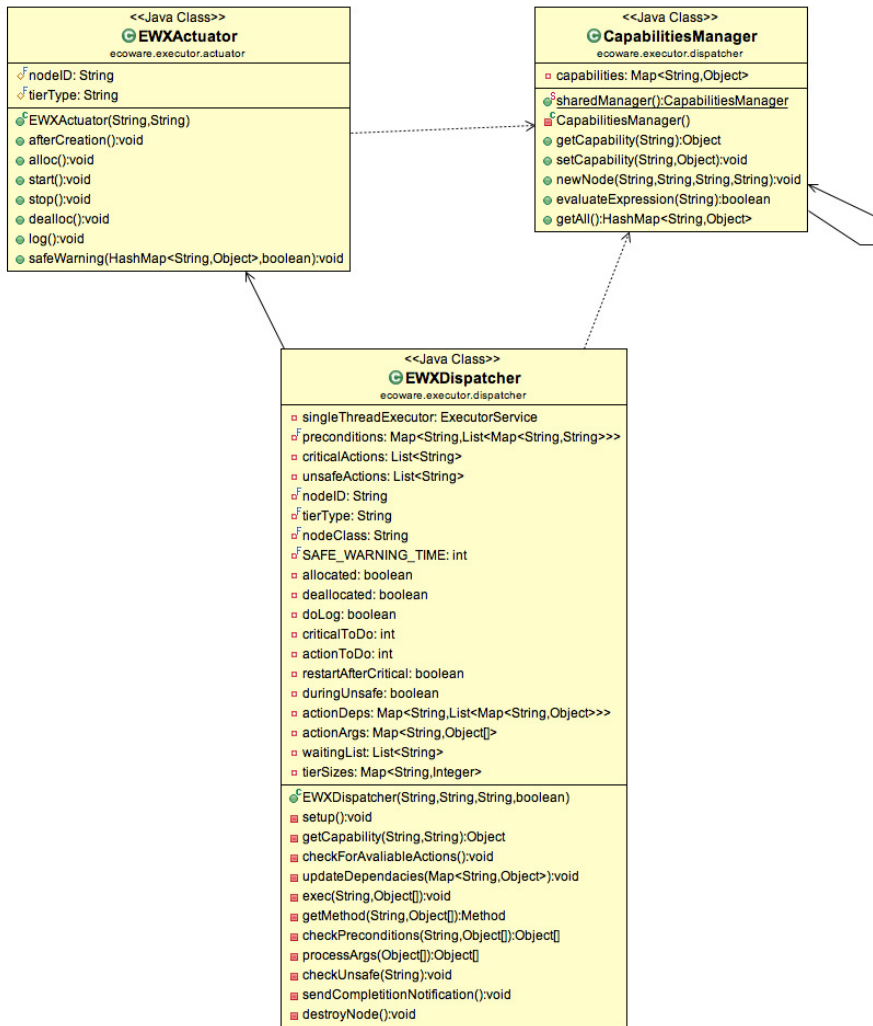 <<Java Class>>
EWXActuator
ecoware.executor.actuator
nodeID: String
tierType: String
EWXActuator(String,String)
afterCreation():void
alloc():void
start():void
stop():void
dealloc():void
log():void
safeWarning(HashMap<String,Object>,boolean):void
<<Java Class>>
CapabilitiesManager
ecoware.executor.dispatcher
capabilities: Map<String,Object>
sharedManager():CapabilitiesManager
CapabilitiesManager()
getCapability(String):Object
setCapability(String,Object):void
newNode(String,String,String,String):void
evaluateExpression(String):boolean
getAll():HashMap<String,Object>
<<Java Class>>
EWXDispatcher
ecoware.executor.dispatcher
singleThreadExecutor: ExecutorService
preconditions: Map<String,List<Map<String,String>>>
criticalActions: List<String>
unsafeActions: List<String>
nodeID: String
tierType: String
nodeClass: String
SAFE_WARNING_TIME: int
allocated: boolean
deallocated: boolean
doLog: boolean
criticalToDo: int
actionToDo: int
restartAfterCritical: boolean
duringUnsafe: boolean
actionDeps: Map<String,List<Map<String,Object>>>
actionArgs: Map<String,Object[]>
waitingList: List<String>
tierSizes: Map<String,Integer>
EWXDispatcher(String,String,String,boolean)
setup():void
getCapability(String,String):Object
checkForAvaliableActions():void
updateDependacies(Map<String,Object>):void
exec(String,Object[]):void
getMethod(String,Object[]):Method
checkPreconditions(String,Object[]):Object[]
processArgs(Object[]):Object[]
checkUnsafe(String):void
sendCompletitionNotification():void
destroyNode():void